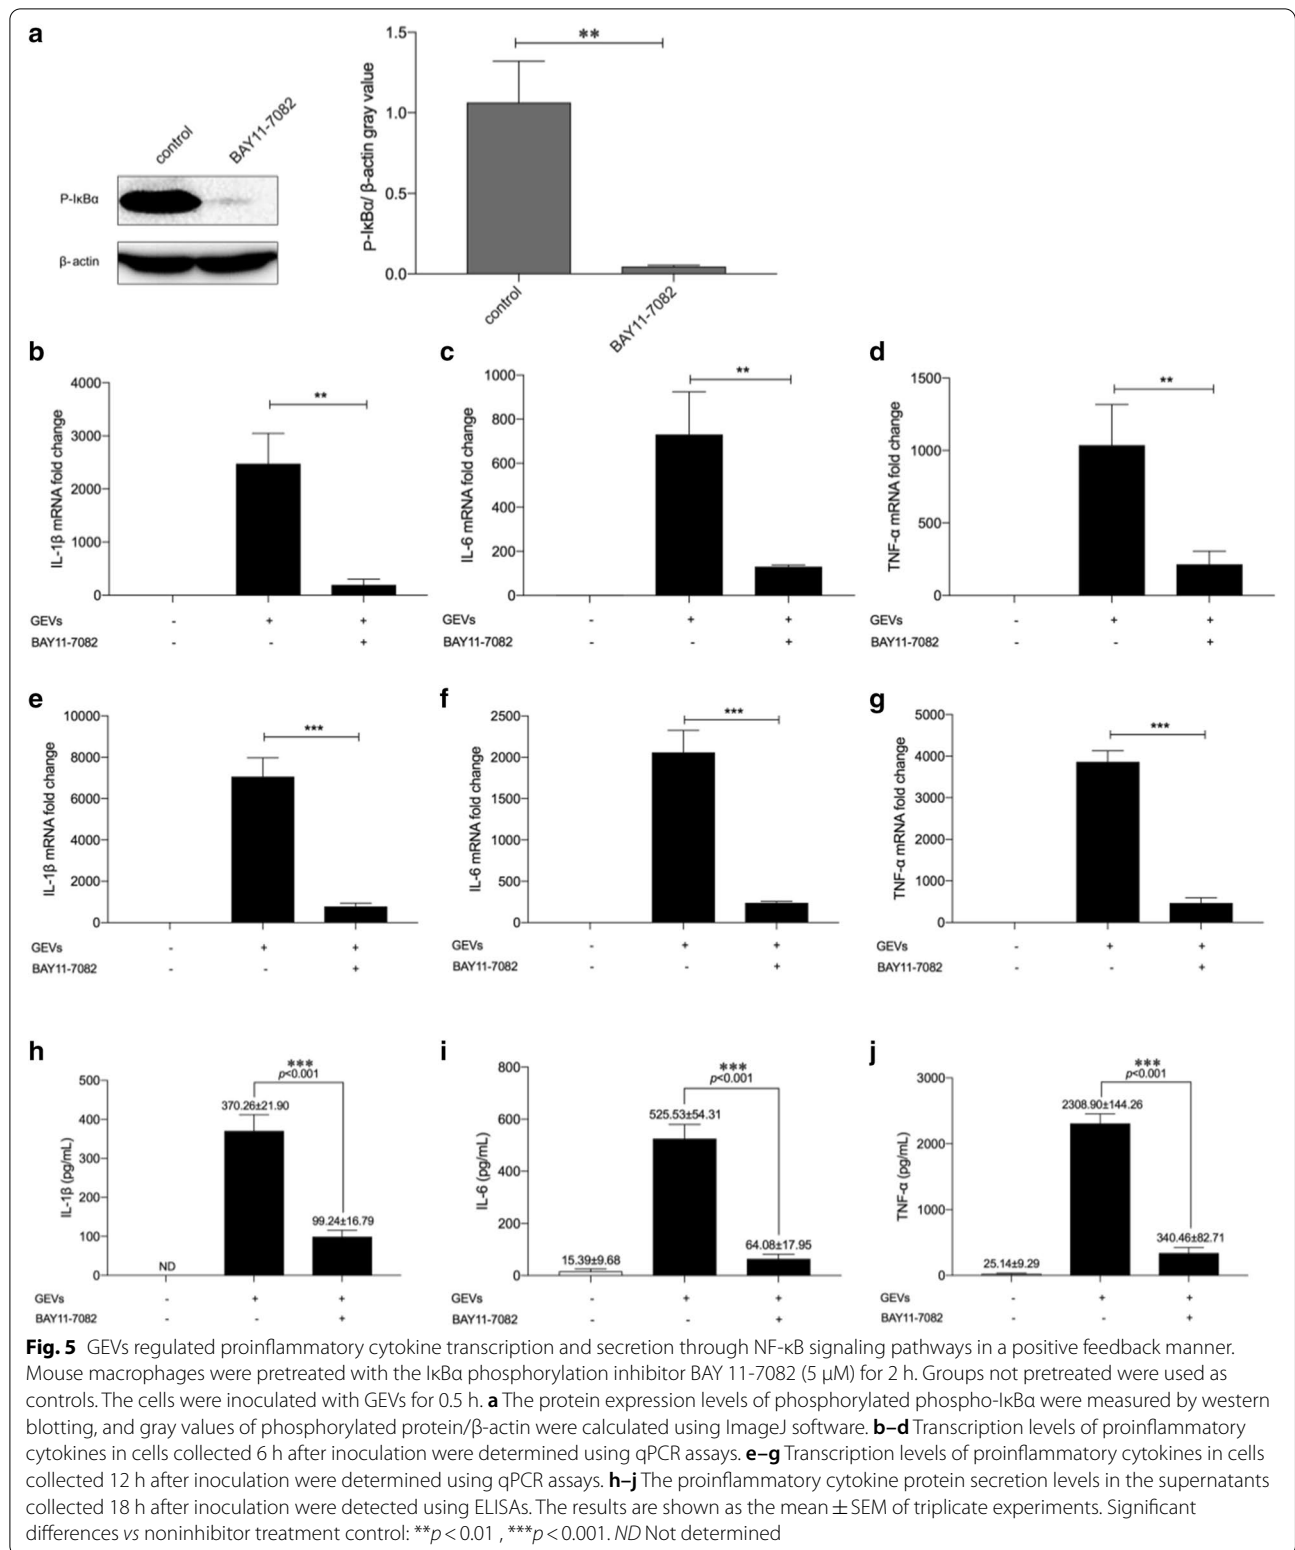 a
control
BAY11-7082
P-IκBα
β-actin
P-IκBα/ β-actin gray value
1.5
1.0
0.5
0.0
**
control
BAY11-7082
b
IL-1β mRNA fold change
4000
3000
2000
1000
0
**
GEVs - + +
BAY11-7082 - - +
c
IL-6 mRNA fold change
1000
800
600
400
200
0
**
GEVs - + +
BAY11-7082 - - +
d
TNF-α mRNA fold change
1500
1000
500
0
**
GEVs - + +
BAY11-7082 - - +
e
IL-1β mRNA fold change
10000
8000
6000
4000
2000
0
***
GEVs - + +
BAY11-7082 - - +
f
IL-6 mRNA fold change
2500
2000
1500
1000
500
0
***
GEVs - + +
BAY11-7082 - - +
g
TNF-α mRNA fold change
5000
4000
3000
2000
1000
0
***
GEVs - + +
BAY11-7082 - - +
h
IL-1β (pg/mL)
500
400
300
200
100
0
***
p<0.001
370.26±21.90
99.24±16.79
ND
GEVs - + +
BAY11-7082 - - +
i
IL-6 (pg/mL)
800
600
400
200
0
***
p<0.001
525.53±54.31
64.08±17.95
15.39±9.68
GEVs - + +
BAY11-7082 - - +
j
TNF-α (pg/mL)
3000
2000
1000
0
***
p<0.001
2308.90±144.26
340.46±82.71
25.14±9.29
GEVs - + +
BAY11-7082 - - +
Fig. 5 GEVs regulated proinflammatory cytokine transcription and secretion through NF-κB signaling pathways in a positive feedback manner.
Mouse macrophages were pretreated with the IκBα phosphorylation inhibitor BAY 11-7082 (5 μM) for 2 h. Groups not pretreated were used as
controls. The cells were inoculated with GEVs for 0.5 h. a The protein expression levels of phosphorylated phospho-IκBα were measured by western
blotting, and gray values of phosphorylated protein/β-actin were calculated using ImageJ software. b–d Transcription levels of proinflammatory
cytokines in cells collected 6 h after inoculation were determined using qPCR assays. e–g Transcription levels of proinflammatory cytokines in cells
collected 12 h after inoculation were determined using qPCR assays. h–j The proinflammatory cytokine protein secretion levels in the supernatants
collected 18 h after inoculation were detected using ELISAs. The results are shown as the mean ± SEM of triplicate experiments. Significant
differences vs noninhibitor treatment control: **p < 0.01 , ***p < 0.001. ND Not determined